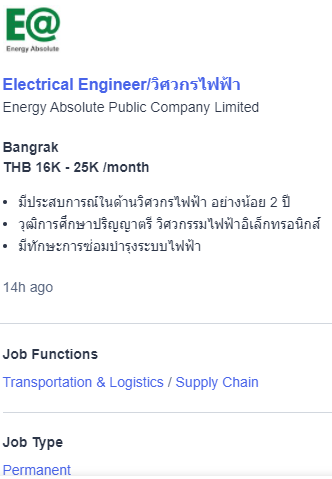 E@
Energy Absolute
Electrical Engineer/วิศวกรไฟฟ้า
Energy Absolute Public Company Limited
Bangrak
THB 16K - 25K /month
• มีประสบการณ์ในด้านวิศวกรไฟฟ้า อย่างน้อย 2 ปี
• วุฒิการศึกษาปริญญาตรี วิศวกรรมไฟฟ้าอิเล็กทรอนิกส์
• มีทักษะการซ่อมบำรุงระบบไฟฟ้า
14h ago
Job Functions
Transportation & Logistics / Supply Chain
Job Type
Permanent